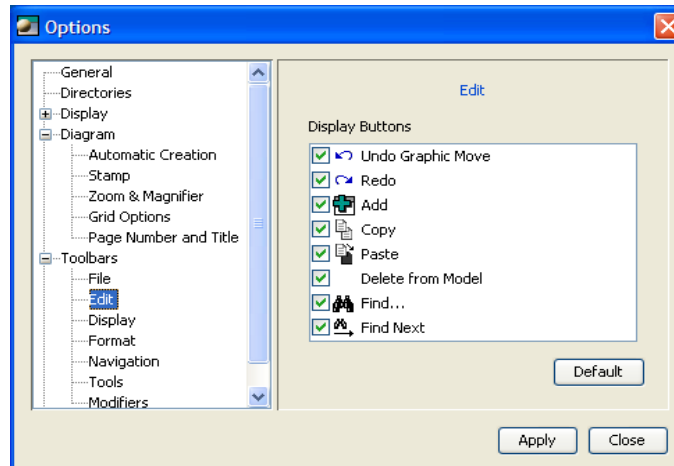 Options
General
Directories
Display
Diagram
Automatic Creation
Stamp
Zoom & Magnifier
Grid Options
Page Number and Title
Toolbars
File
Edit
Display
Format
Navigation
Tools
Modifiers
Edit
Display Buttons
Undo Graphic Move
Redo
Add
Copy
Paste
Delete from Model
Find...
Find Next
Default
Apply
Close